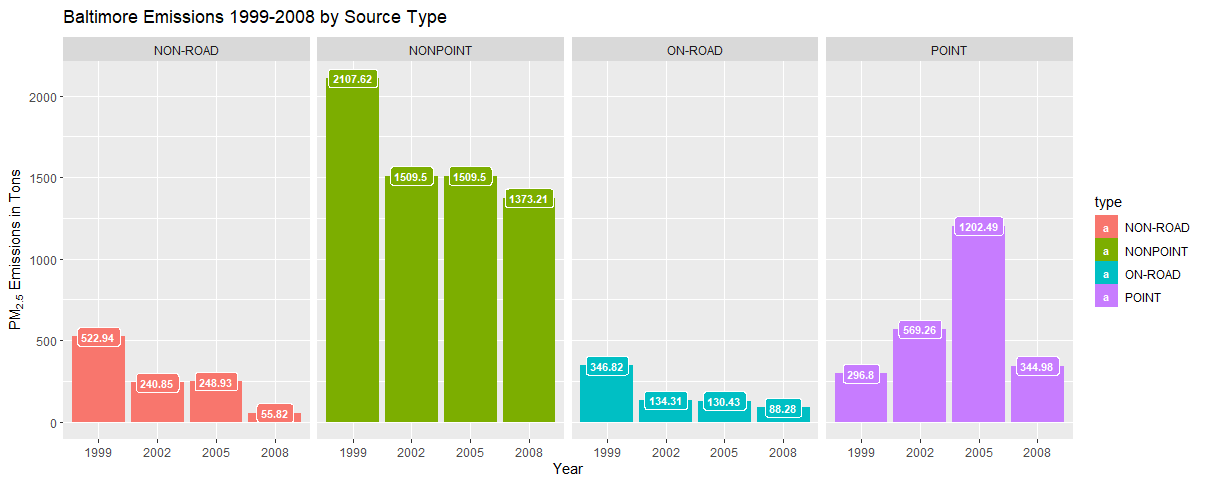 Baltimore Emissions 1999-2008 by Source Type
NON-ROAD
NONPOINT
ON-ROAD
POINT
PM2.5 Emissions in Tons
2000
1500
1000
500
0
522.94
240.85
248.93
55.82
2107.62
1509.5
1509.5
1373.21
346.82
134.31
130.43
88.28
296.8
569.26
1202.49
344.98
1999 2002 2005 2008
1999 2002 2005 2008
1999 2002 2005 2008
1999 2002 2005 2008
Year
type
a NON-ROAD
a NONPOINT
a ON-ROAD
a POINT